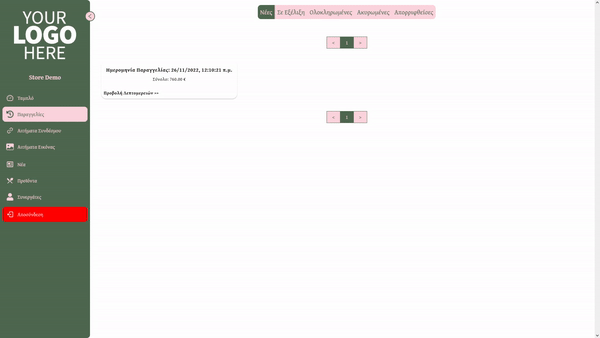 YOUR
LOGO
HERE
Store Demo
Ταμπλό
Παραγγελίες
Αιτήματα Συνδέσμου
Αιτήματα Εικόνας
Νέα
Προϊόντα
Συνεργάτες
Αποσύνδεση
Νέες Σε Εξέλιξη Ολοκληρωμένες Ακυρωμένες Απορριφθείσες
< 1 >
Ημερομηνία Παραγγελίας: 26/11/2022, 12:10:21 π.μ.
Σύνολο: 760.00 €
Προβολή Λεπτομερειών >>
< 1 >